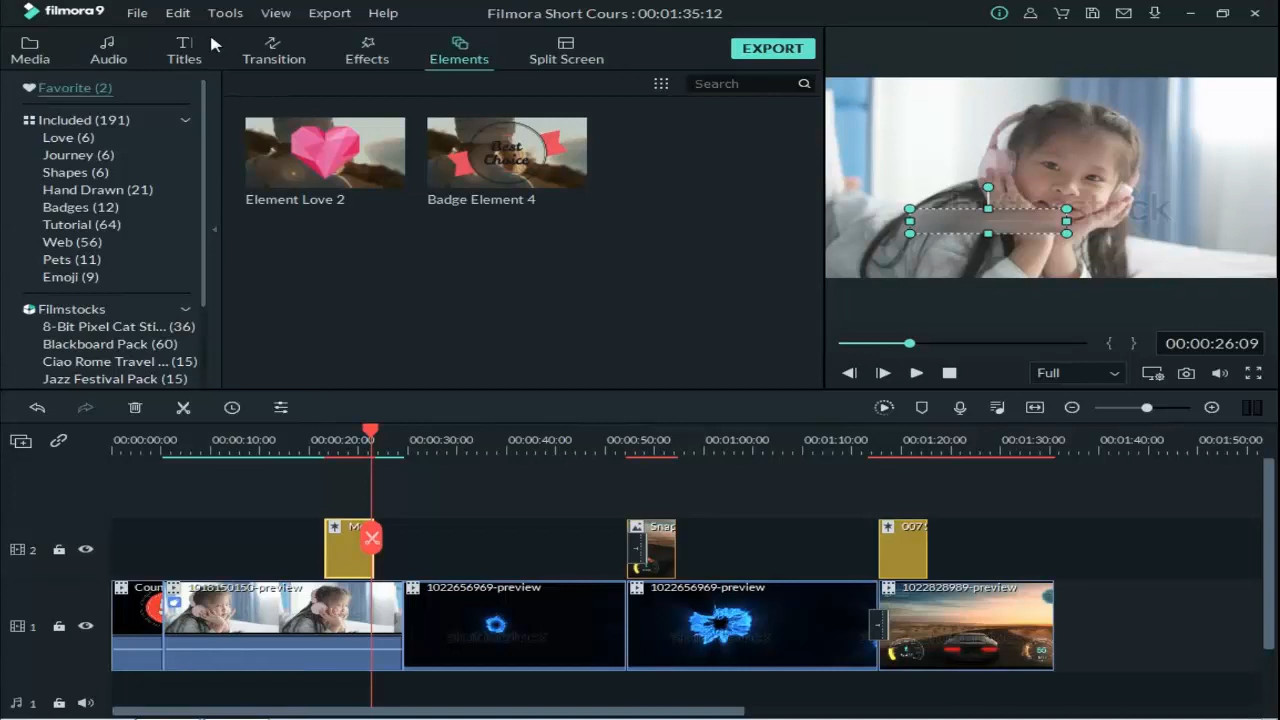 filmora9 File Edit Tools View Export Help Filmora Short Cours : 00:01:35:12
Media Audio Titles Transition Effects Elements Split Screen EXPORT
Favorite (2)
Search
Included (191)
Love (6)
Journey (6)
Shapes (6)
Hand Drawn (21)
Badges (12)
Tutorial (64)
Web (56)
Pets (11)
Emoji (9)
Filmstocks
8-Bit Pixel Cat Sti... (36)
Blackboard Pack (60)
Ciao Rome Travel ... (15)
Jazz Festival Pack (15)
Best
Choice
Element Love 2 Badge Element 4
{ } 00:00:26:09
Full
00:00:00:00 00:00:10:00 00:00:20:00 00:00:30:00 00:00:40:00 00:00:50:00 00:01:00:00 00:01:10:00 00:01:20:00 00:01:30:00 00:01:40:00 00:01:50:00
2 Snap
1 Coun 1018150150-preview 1022656969-preview 1022656969-preview 1022828989-preview
1